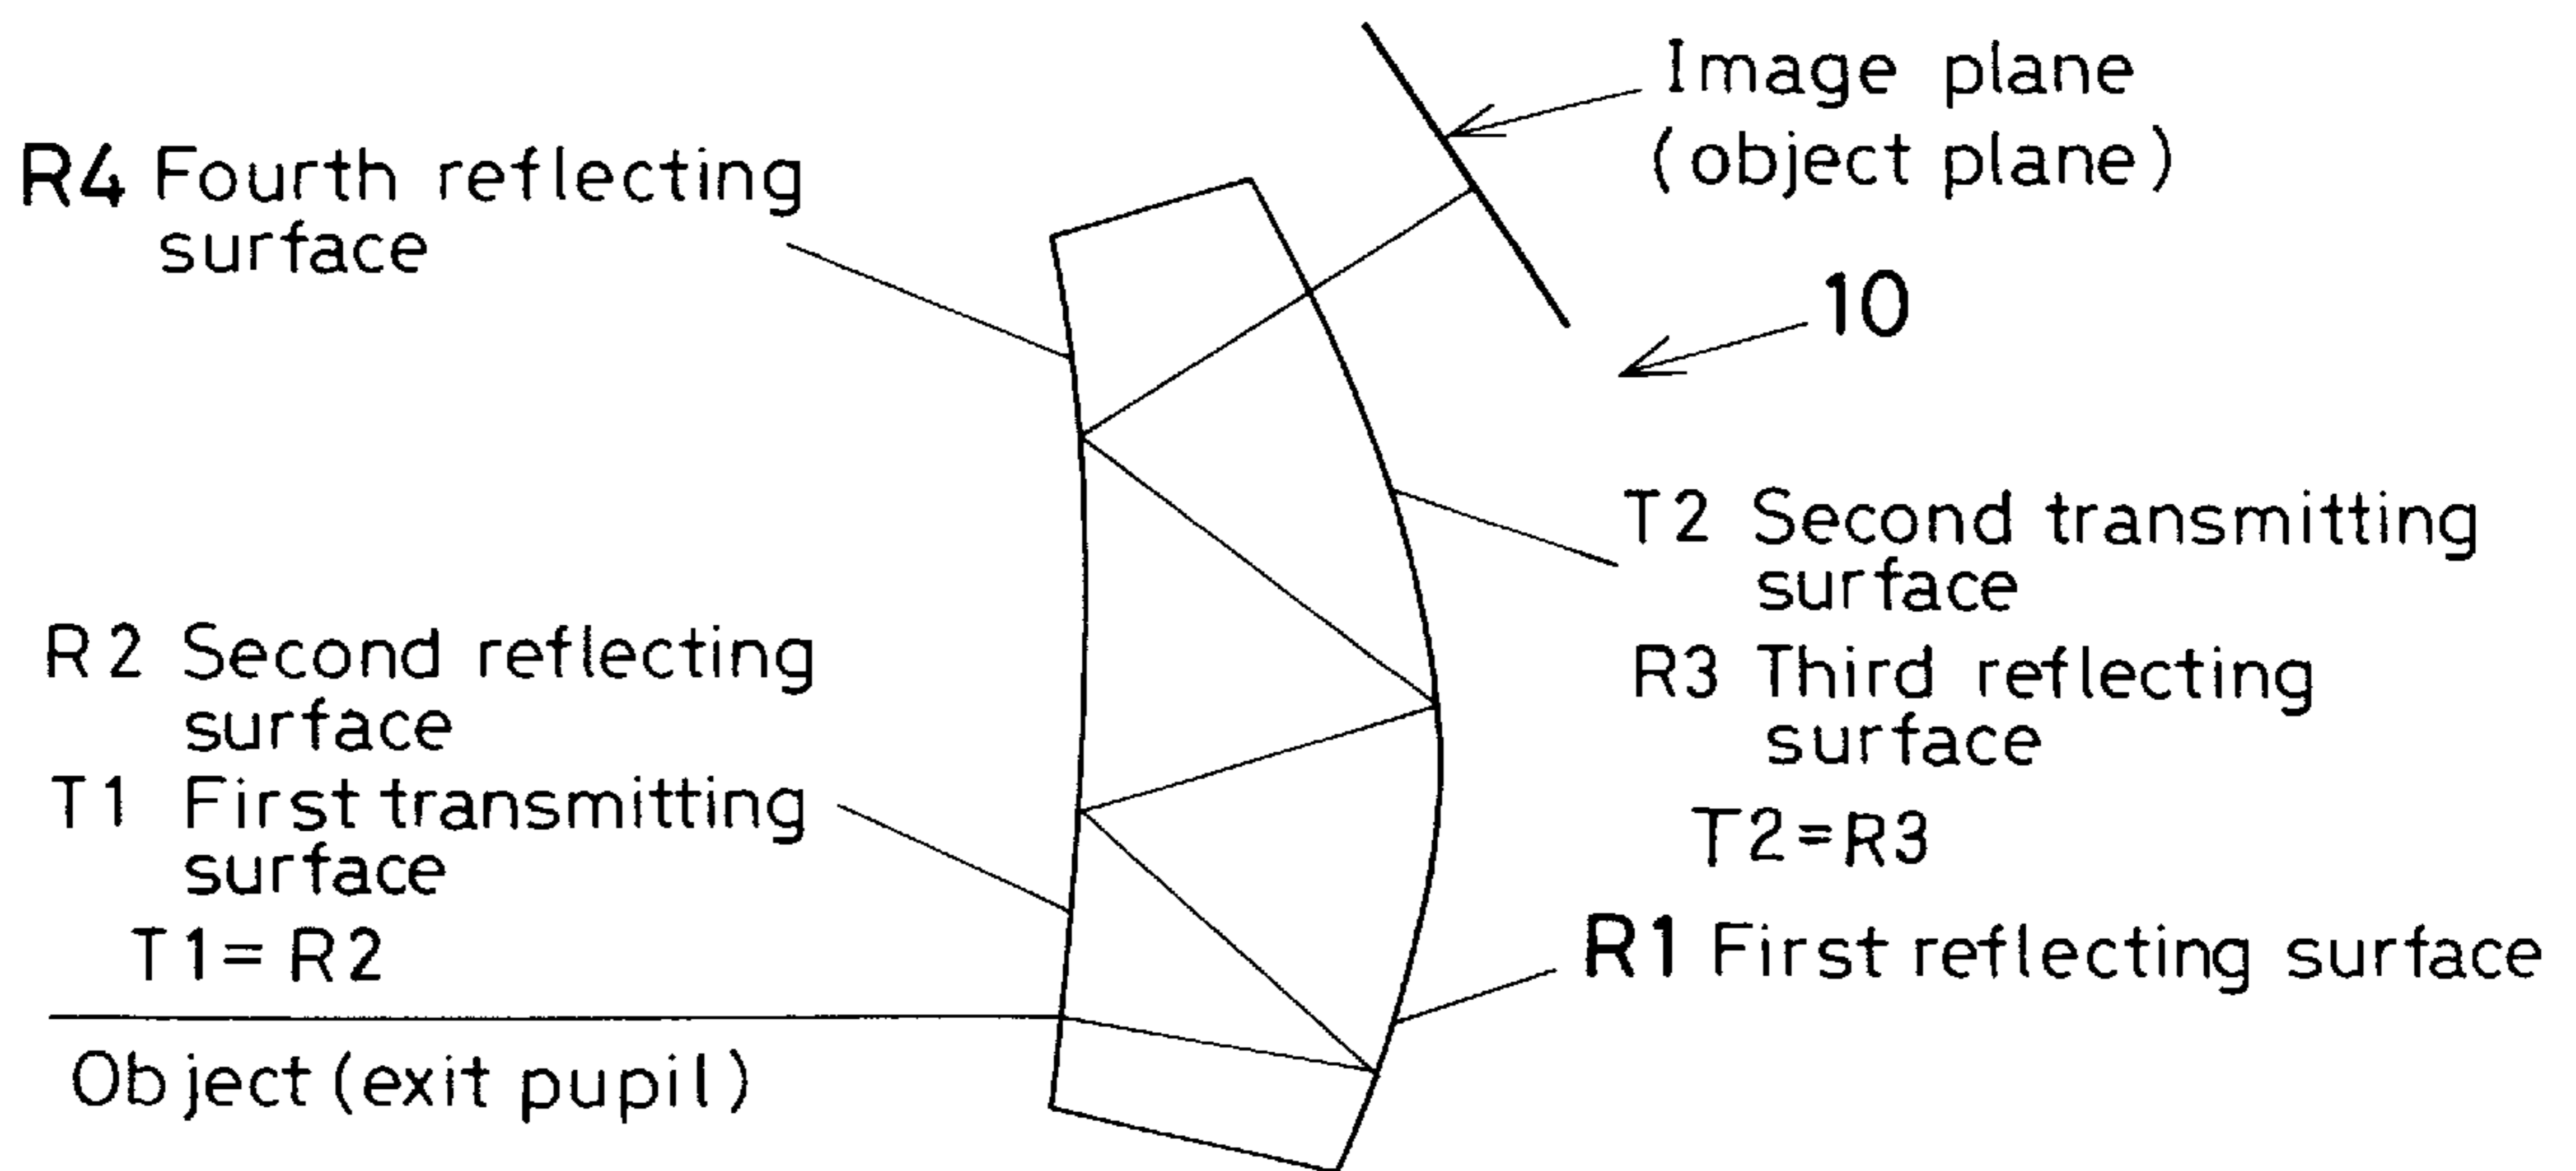 Image plane
(object plane)
R4 Fourth reflecting
surface
10
T2 Second transmitting
surface
R2 Second reflecting
surface
R3 Third reflecting
surface
T1 First transmitting
surface
T2=R3
T1=R2
R1 First reflecting surface
Object (exit pupil)